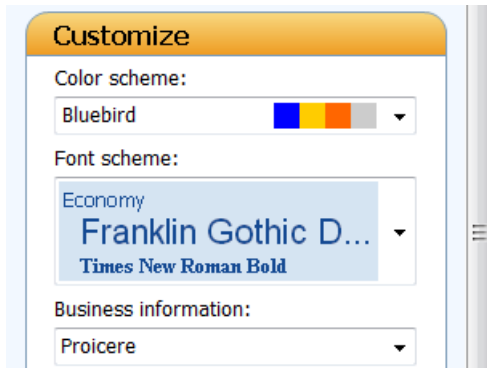 Customize
Color scheme:
Bluebird
Font scheme:
Economy
Franklin Gothic D...
Times New Roman Bold
Business information:
Proicere